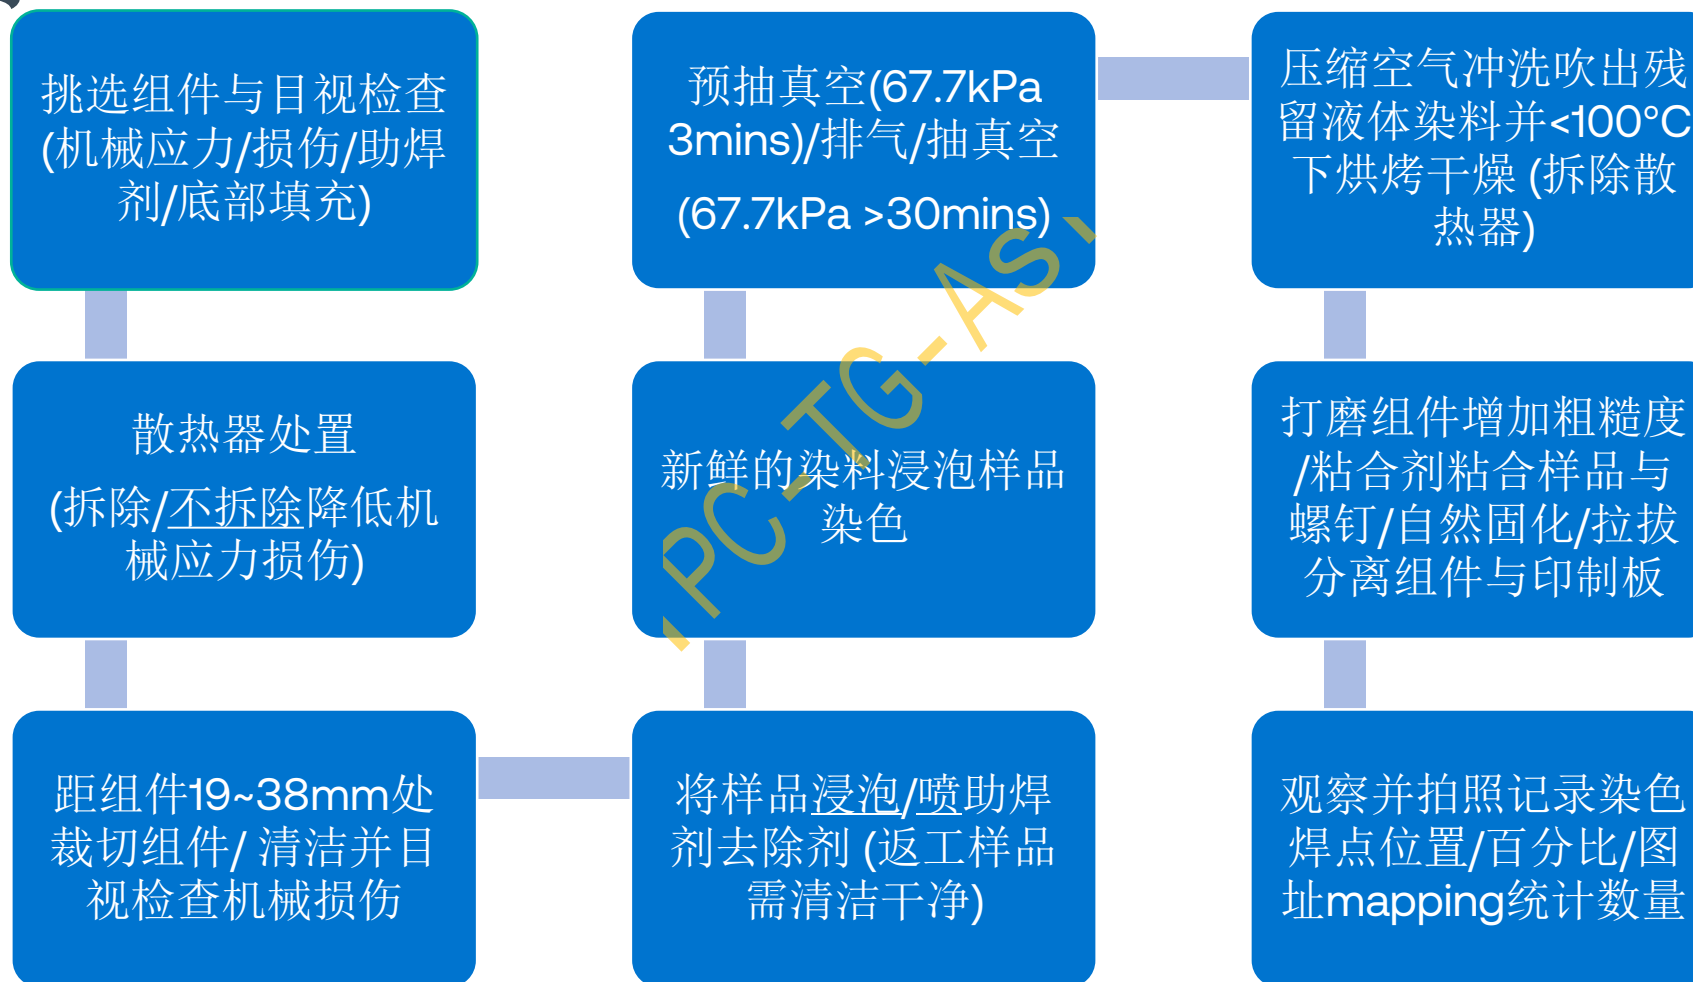 挑选组件与目视检查
(机械应力/损伤/助焊
剂/底部填充)
散热器处置
(拆除/不拆除降低机
械应力损伤)
距组件19~38mm处
裁切组件/ 清洁并目
视检查机械损伤
将样品浸泡/喷助焊
剂去除剂 (返工样品
需清洁干净)
新鲜的染料浸泡样品
染色
预抽真空(67.7kPa
3mins)/排气/抽真空
(67.7kPa >30mins)
压缩空气冲洗吹出残
留液体染料并<100°C
下烘烤干燥 (拆除散
热器)
打磨组件增加粗糙度
/粘合剂粘合样品与
螺钉/自然固化/拉拔
分离组件与印制板
观察并拍照记录染色
焊点位置/百分比/图
址mapping统计数量
IPC-TG-As